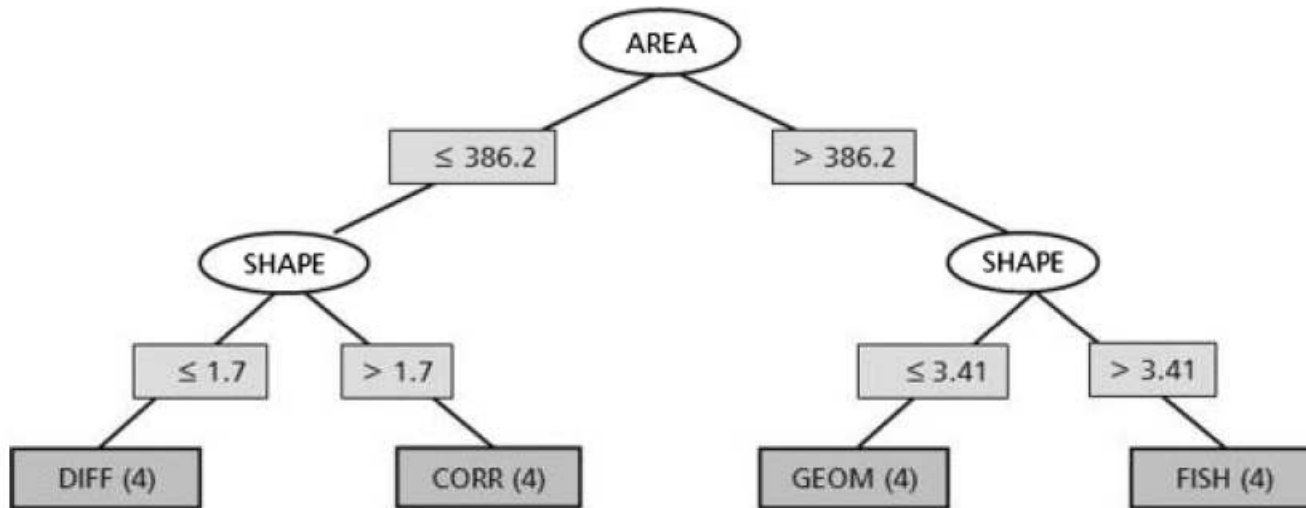 AREA
≤ 386.2
> 386.2
SHAPE
SHAPE
≤ 1.7
> 1.7
≤ 3.41
> 3.41
DIFF (4)
CORR (4)
GEOM (4)
FISH (4)